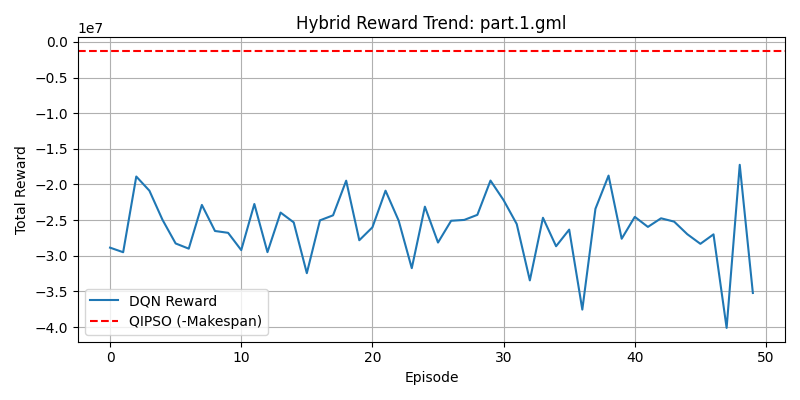 Hybrid Reward Trend: part.1.gml
1e7
0.0
−0.5
−1.0
−1.5
−2.0
−2.5
−3.0
−3.5
−4.0
Total Reward
DQN Reward
QIPSO (-Makespan)
0
10
20
30
40
50
Episode